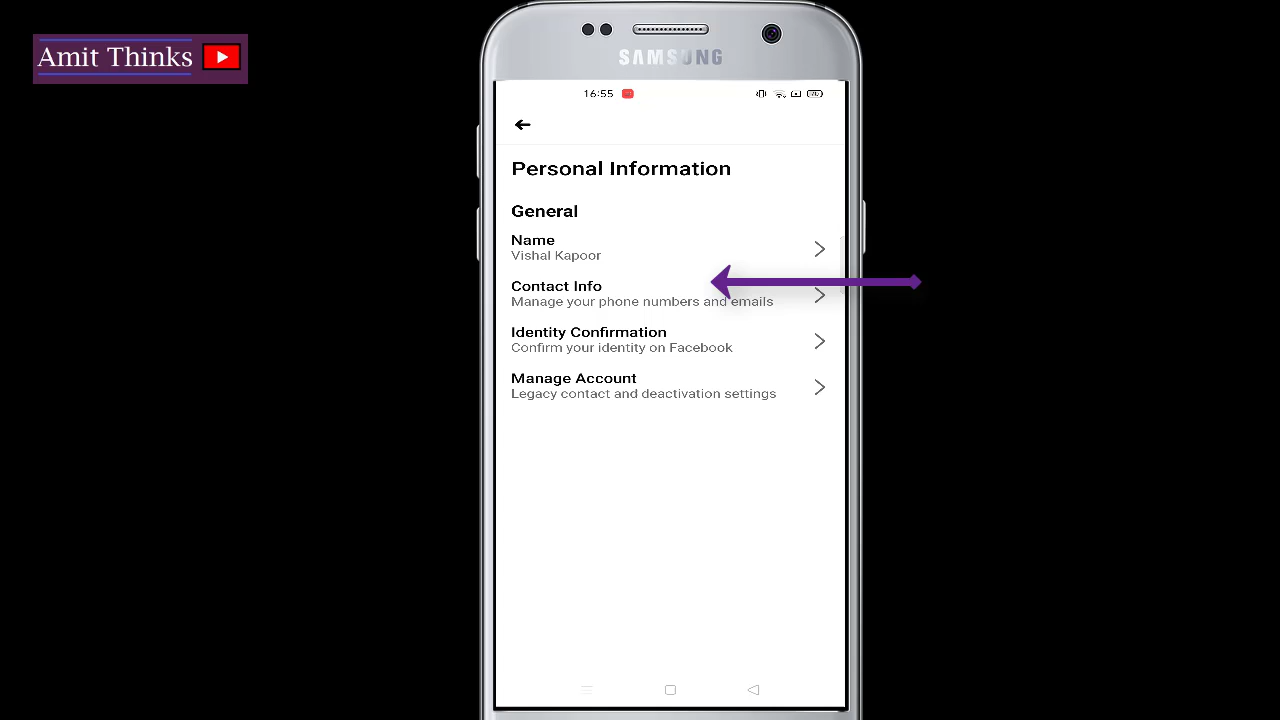 Amit Thinks
SAMSUNG
16:55
Personal Information
General
Name
Vishal Kapoor
Contact Info
Manage your phone numbers and emails
Identity Confirmation
Confirm your identity on Facebook
Manage Account
Legacy contact and deactivation settings